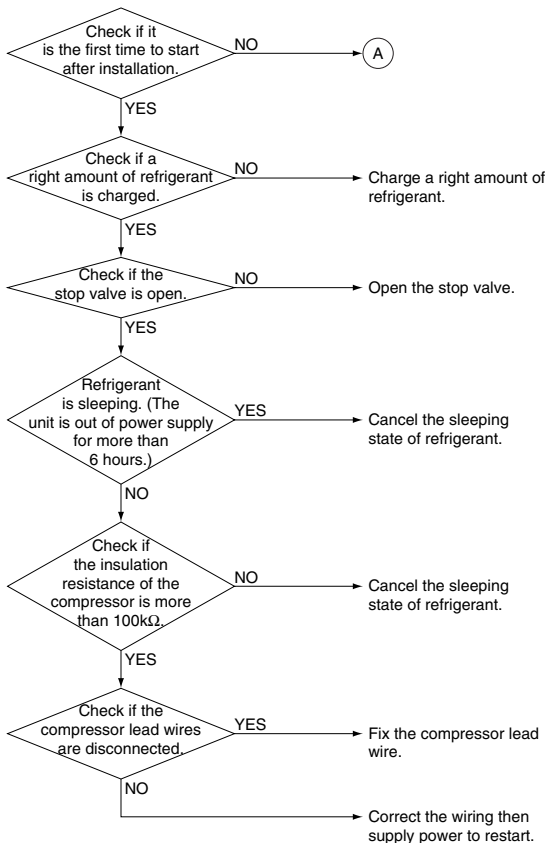 Check if it
is the first time to start
after installation.
NO
A
YES
Check if a
right amount of refrigerant
is charged.
NO
Charge a right amount of
refrigerant.
YES
Check if the
stop valve is open.
NO
Open the stop valve.
YES
Refrigerant
is sleeping. (The
unit is out of power supply
for more than
6 hours.)
YES
Cancel the sleeping
state of refrigerant.
NO
Check if
the insulation
resistance of the
compressor is more
than 100kΩ.
NO
Cancel the sleeping
state of refrigerant.
YES
Check if the
compressor lead wires
are disconnected.
YES
Fix the compressor lead
wire.
NO
Correct the wiring then
supply power to restart.